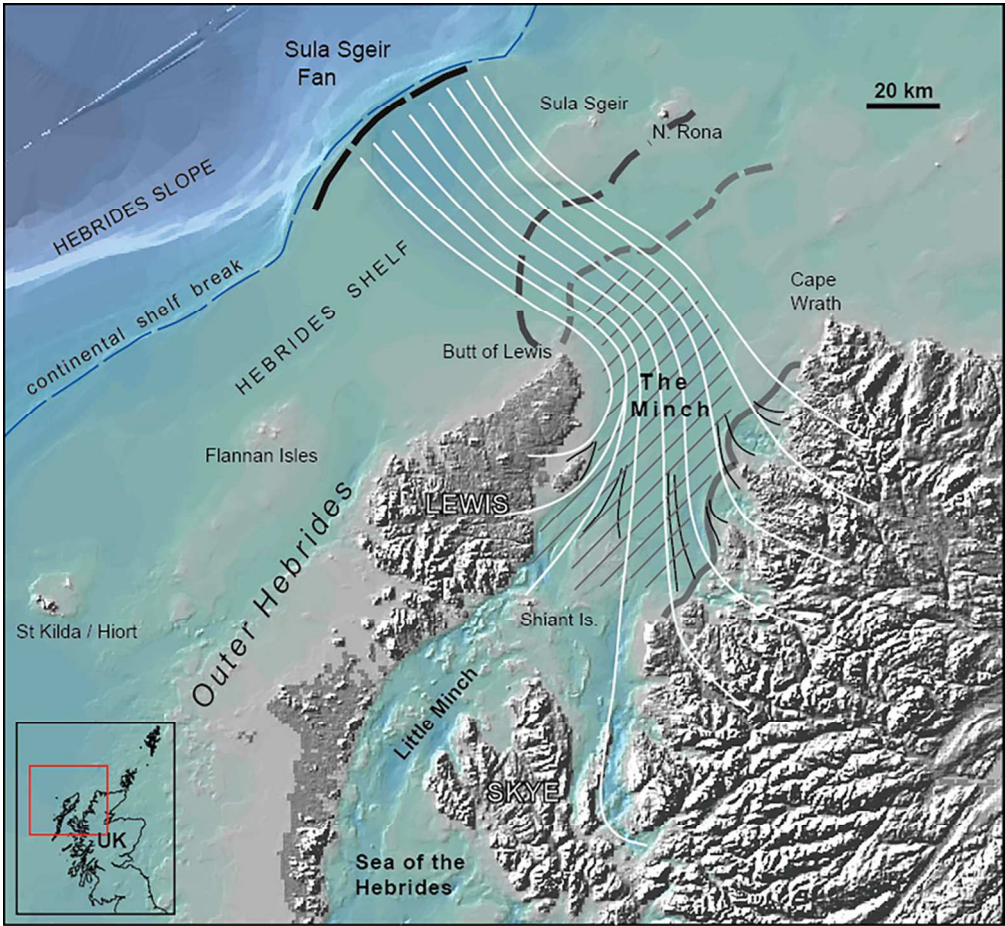 Sula Sgeir
Fan
20 km
Sula Sgeir
N. Rona
HEBRIDES SLOPE
continental shelf break
HEBRIDES SHELF
Cape
Wrath
Butt of Lewis
The
Minch
Flannan Isles
LEWIS
Outer Hebrides
St Kilda / Hiort
Shiant Is.
Little Minch
SKYE
UK
Sea of the
Hebrides